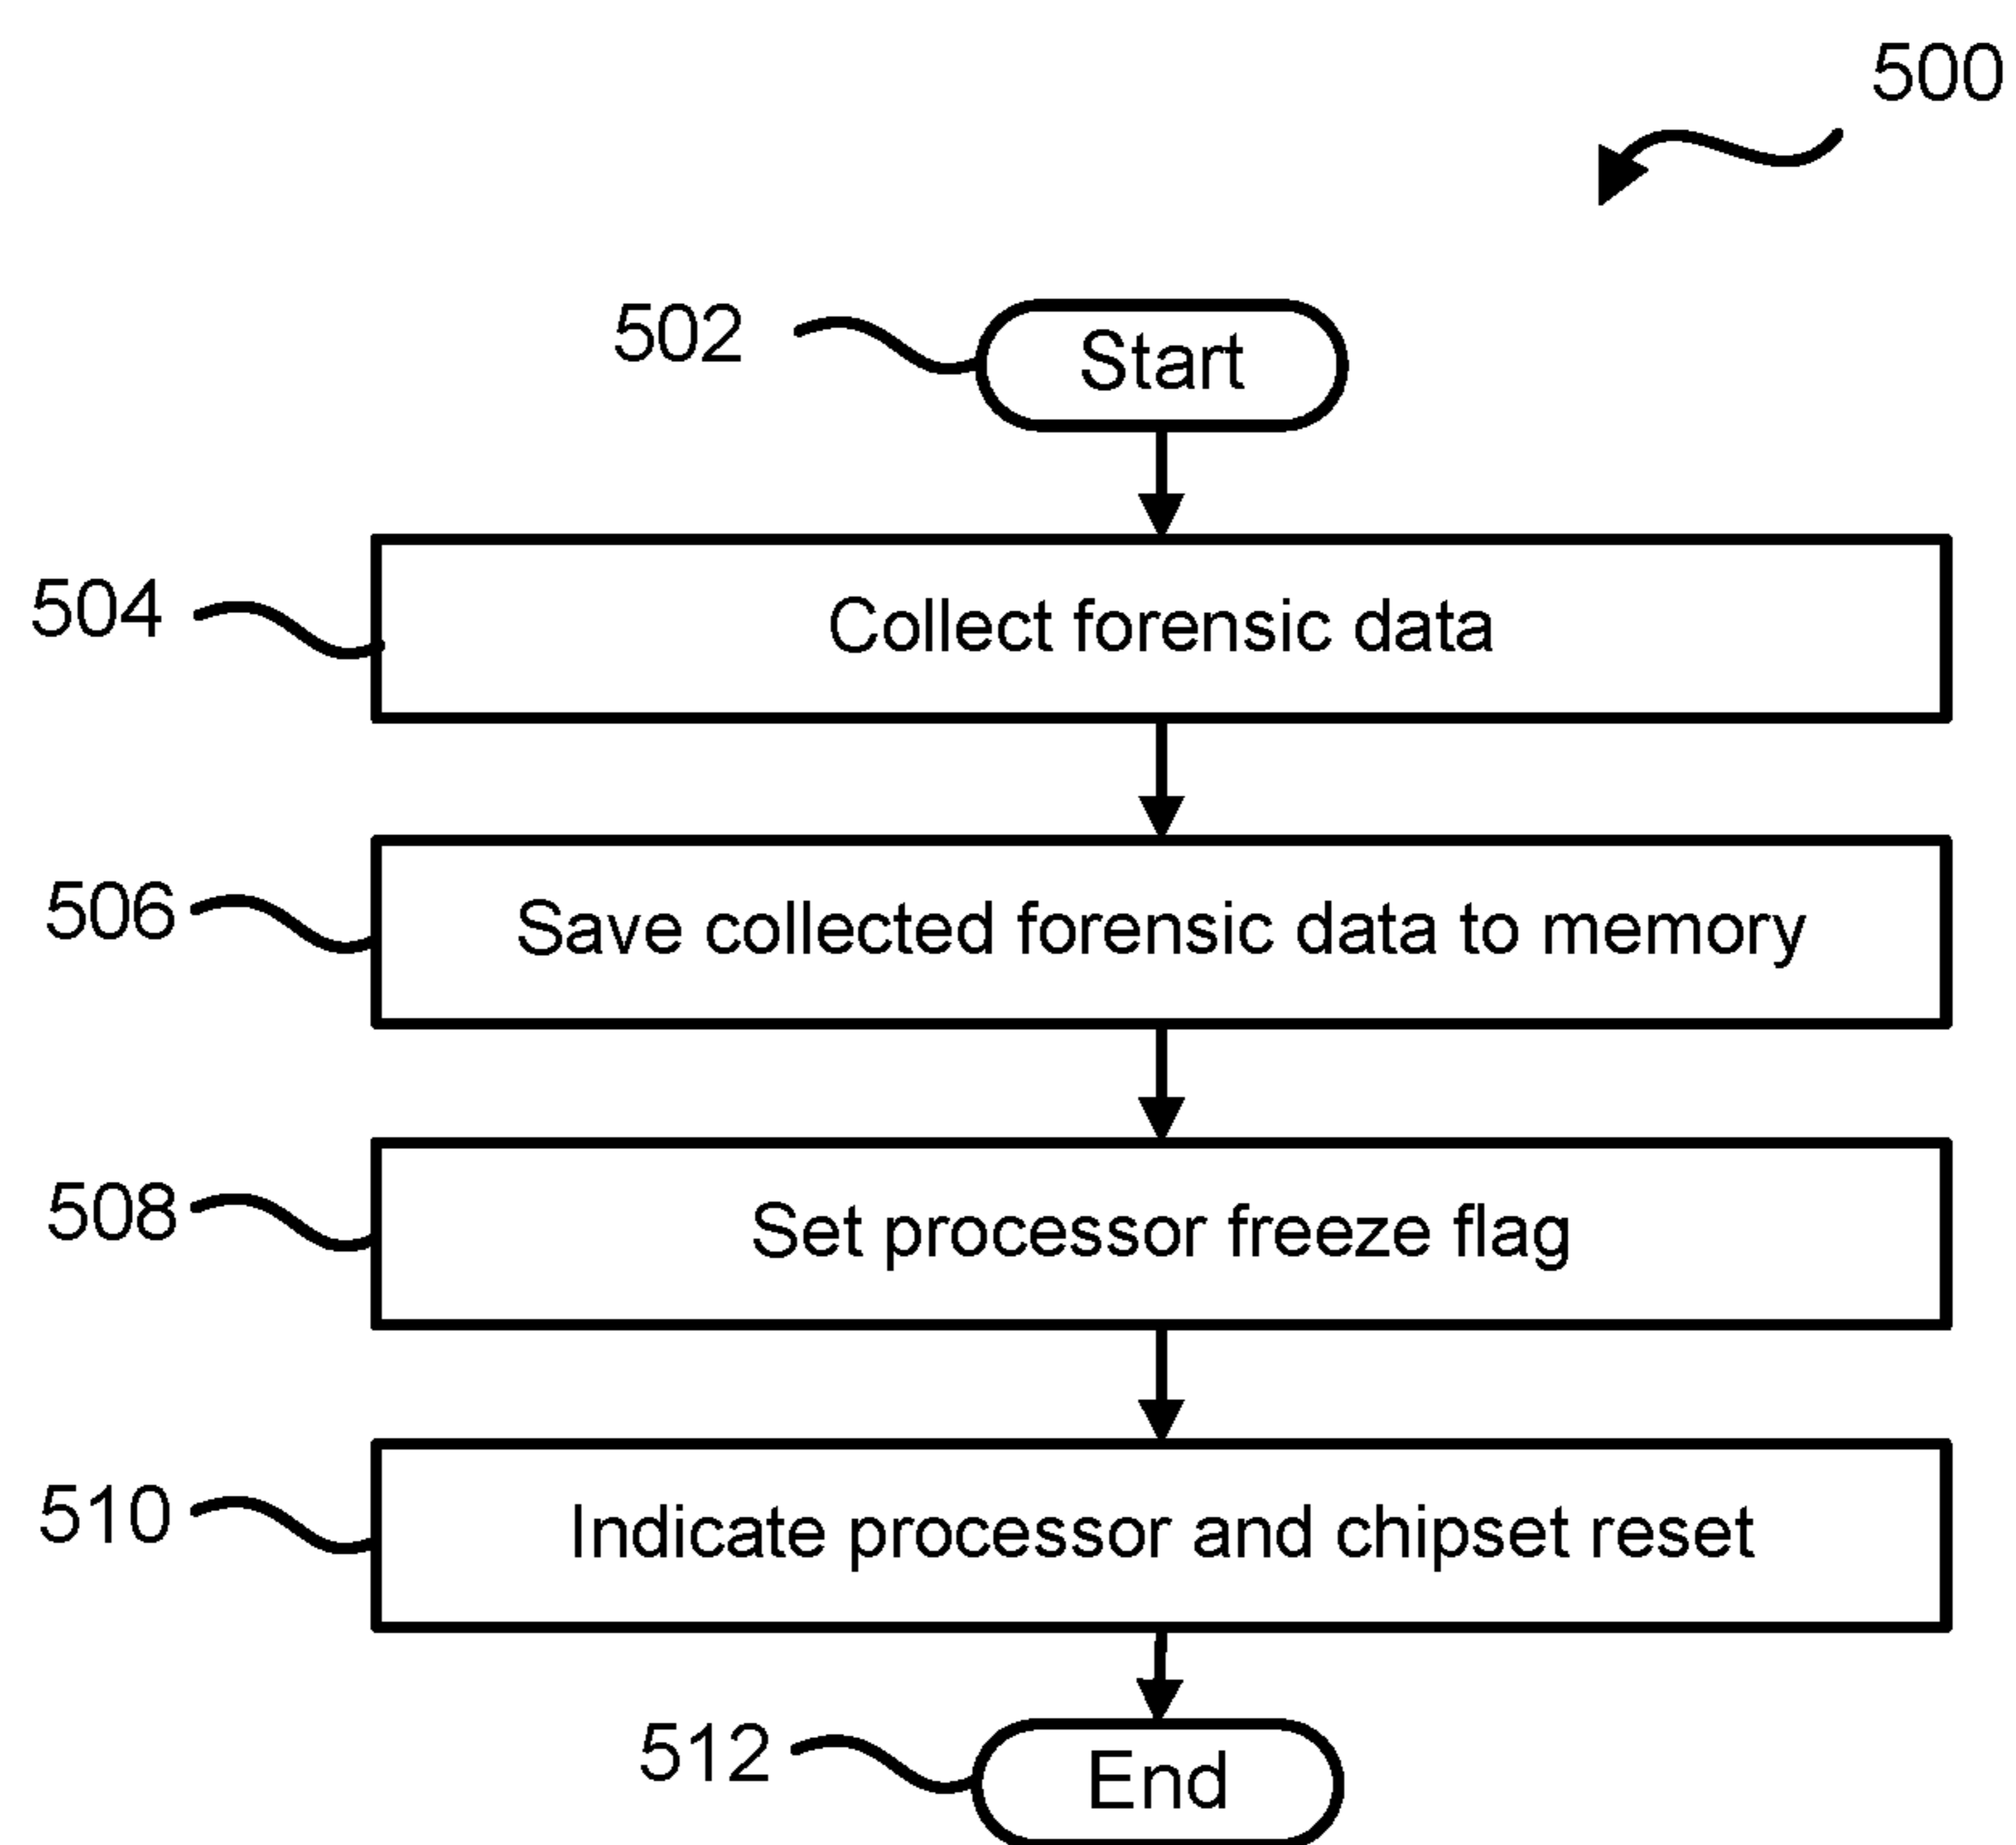 500
502
Start
504
Collect forensic data
506
Save collected forensic data to memory
508
Set processor freeze flag
510
Indicate processor and chipset reset
512
End